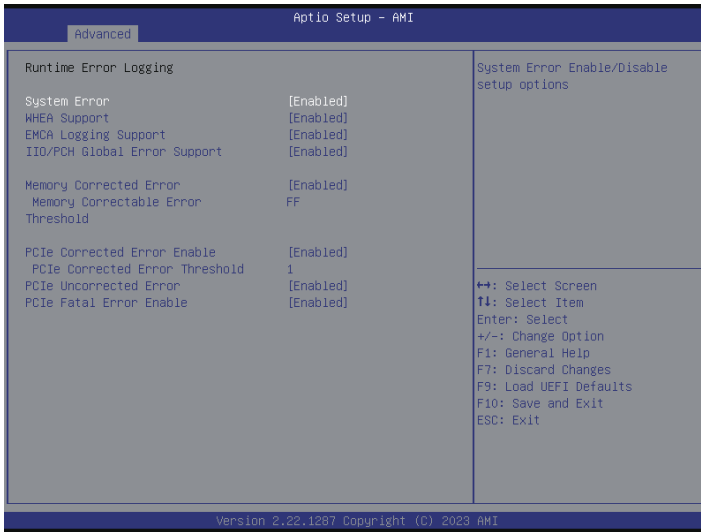 Aptio Setup – AMI
Advanced
Runtime Error Logging
System Error [Enabled]
WHEA Support [Enabled]
EMCA Logging Support [Enabled]
IIO/PCH Global Error Support [Enabled]
Memory Corrected Error [Enabled]
Memory Correctable Error FF
Threshold
PCIe Corrected Error Enable [Enabled]
PCIe Corrected Error Threshold 1
PCIe Uncorrected Error [Enabled]
PCIe Fatal Error Enable [Enabled]
System Error Enable/Disable
setup options
↔: Select Screen
↑↓: Select Item
Enter: Select
+/-: Change Option
F1: General Help
F7: Discard Changes
F9: Load UEFI Defaults
F10: Save and Exit
ESC: Exit
Version 2.22.1287 Copyright (C) 2023 AMI